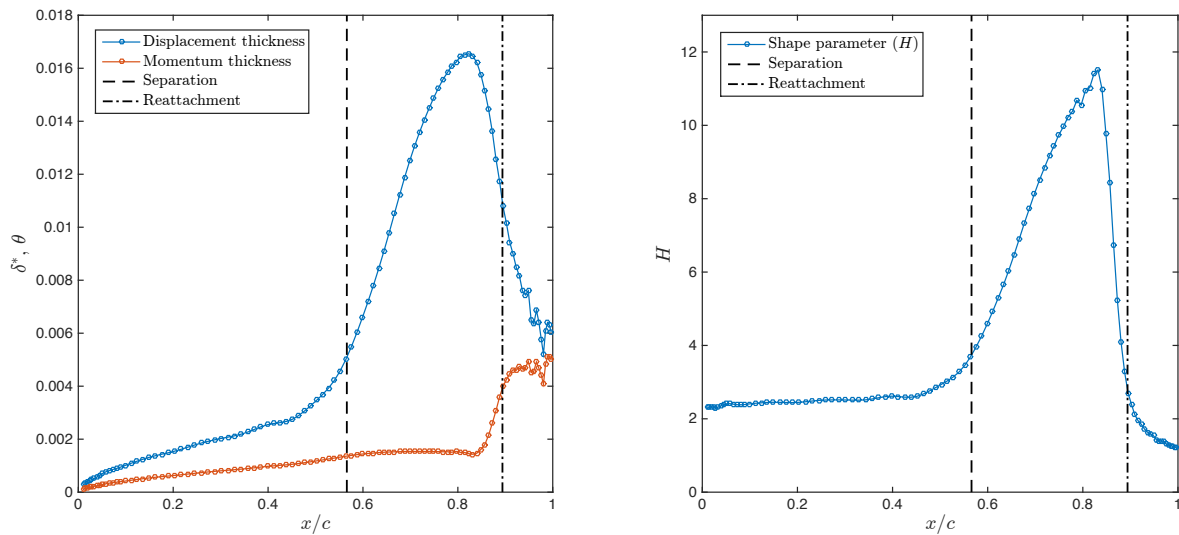 0.018
0.016
0.014
0.012
0.01
0.008
0.006
0.004
0.002
0
δ*, θ
Displacement thickness
Momentum thickness
Separation
Reattachment
0 0.2 0.4 0.6 0.8 1
x/c
12
10
8
6
4
2
0
H
Shape parameter (H)
Separation
Reattachment
0 0.2 0.4 0.6 0.8 1
x/c